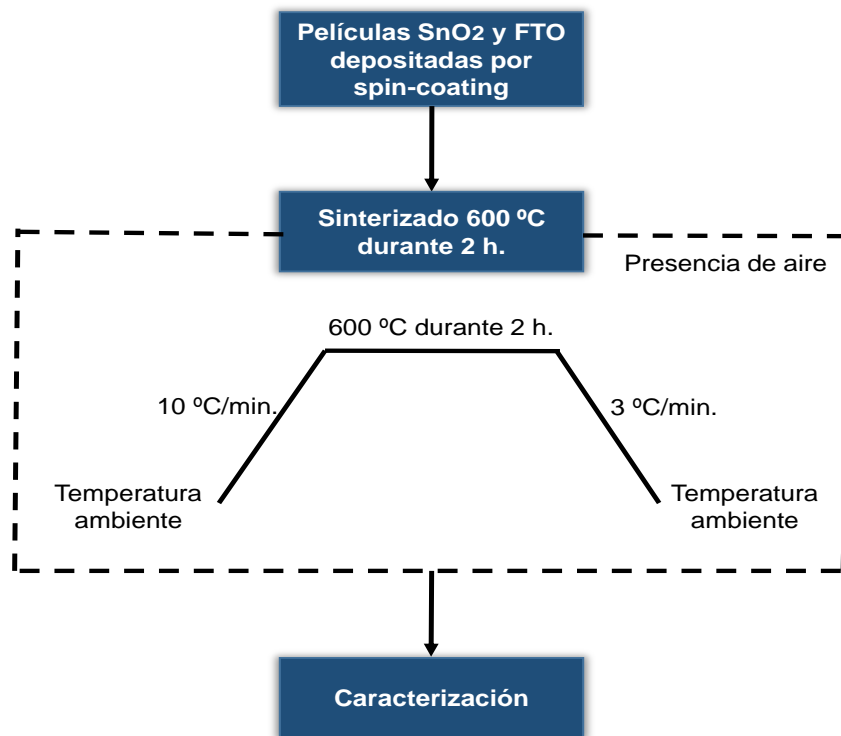 Películas SnO2 y FTO
depositadas por
spin-coating
Sinterizado 600 ºC
durante 2 h.
Presencia de aire
600 ºC durante 2 h.
10 ºC/min.
3 ºC/min.
Temperatura
ambiente
Temperatura
ambiente
Caracterización